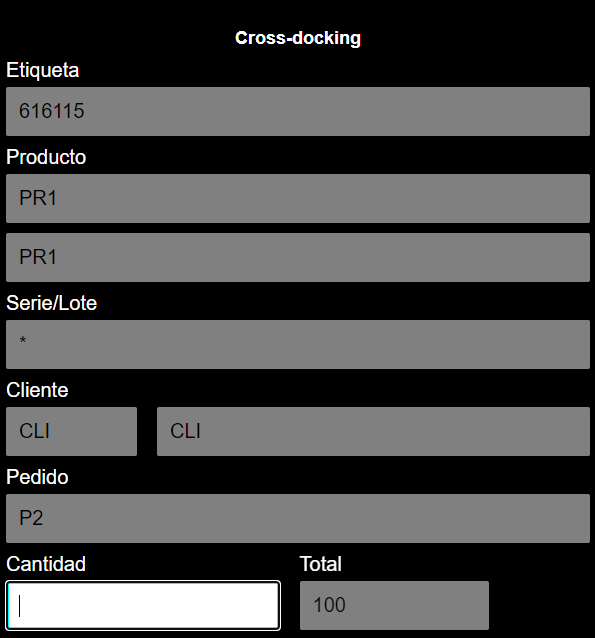 Cross-docking
Etiqueta
616115
Producto
PR1
PR1
Serie/Lote
*
Cliente
CLI CLI
Pedido
P2
Cantidad Total
100